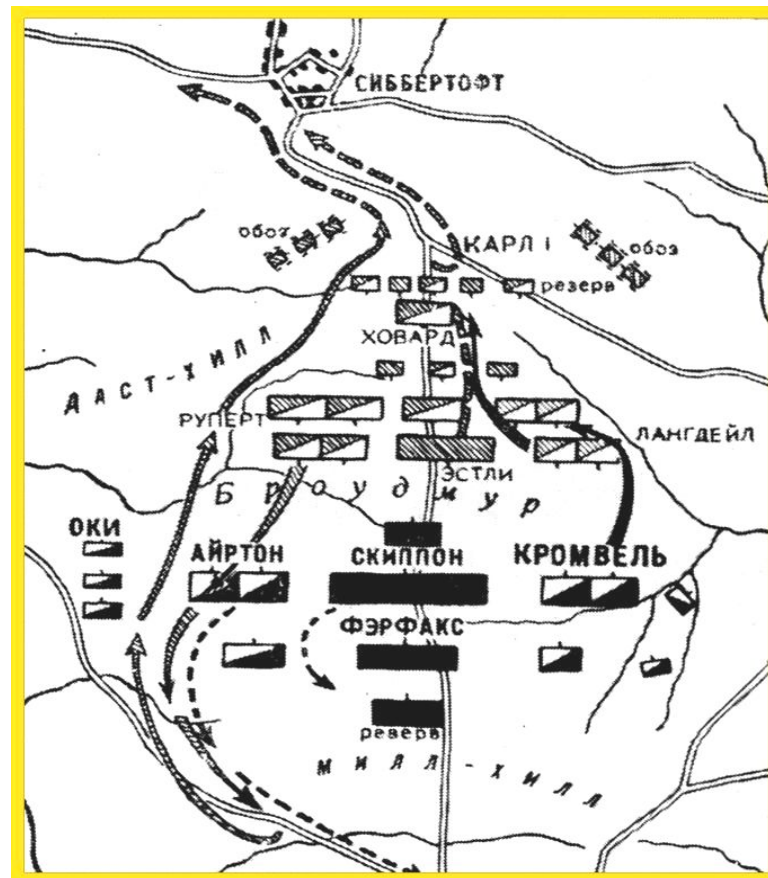 СИББЕРТОФТ
обоз
КАРЛ I
обоз
резерв
ХОВАРД
ДАСТ-ХИЛЛ
РУПЕРТ
ЛАНГДЕЙЛ
ЭСТЛИ
Броудмур
ОКИ
АЙРТОН
СКИППОН
КРОМВЕЛЬ
ФЭРФАКС
резерв
МИЛЛ-ХИЛЛ